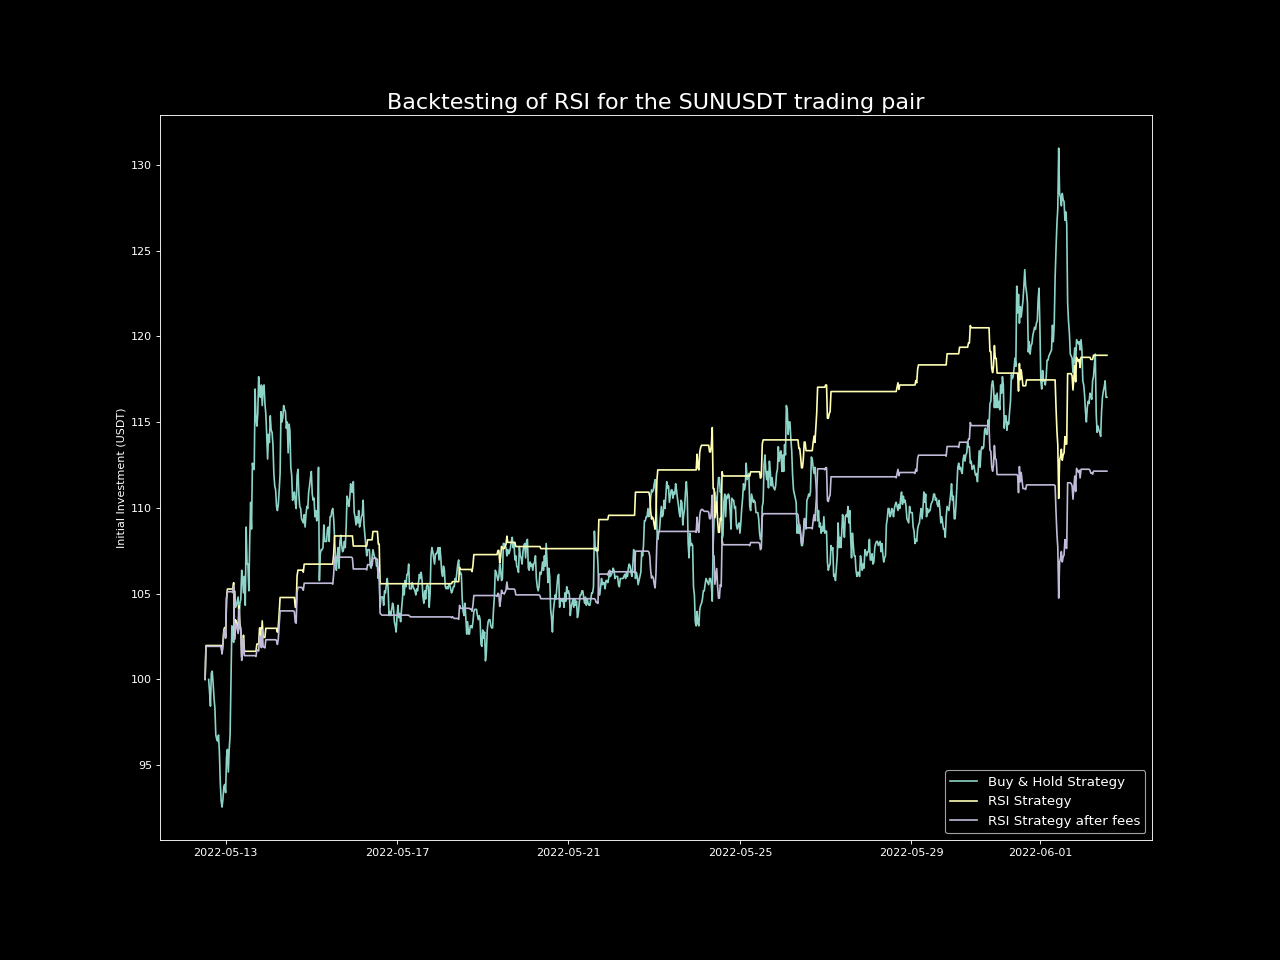 Backtesting of RSI for the SUNUSDT trading pair
Initial Investment (USDT)
130
125
120
115
110
105
100
95
2022-05-13
2022-05-17
2022-05-21
2022-05-25
2022-05-29
2022-06-01
Buy & Hold Strategy
RSI Strategy
RSI Strategy after fees